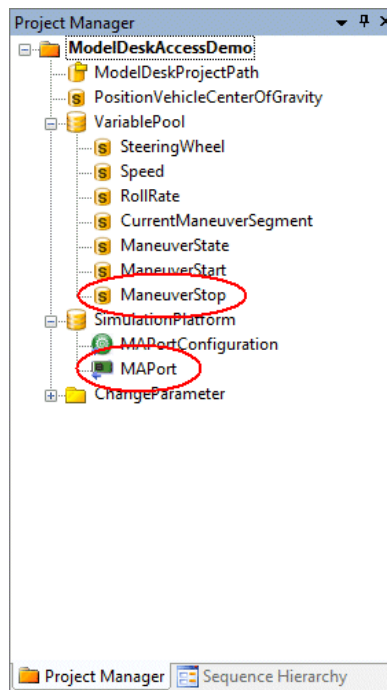 Project Manager
ModelDeskAccessDemo
ModelDeskProjectPath
S PositionVehicleCenterOfGravity
VariablePool
S SteeringWheel
S Speed
S RollRate
S CurrentManeuverSegment
S ManeuverState
S ManeuverStart
S ManeuverStop
SimulationPlatform
MAPortConfiguration
MAPort
ChangeParameter
Project Manager Sequence Hierarchy